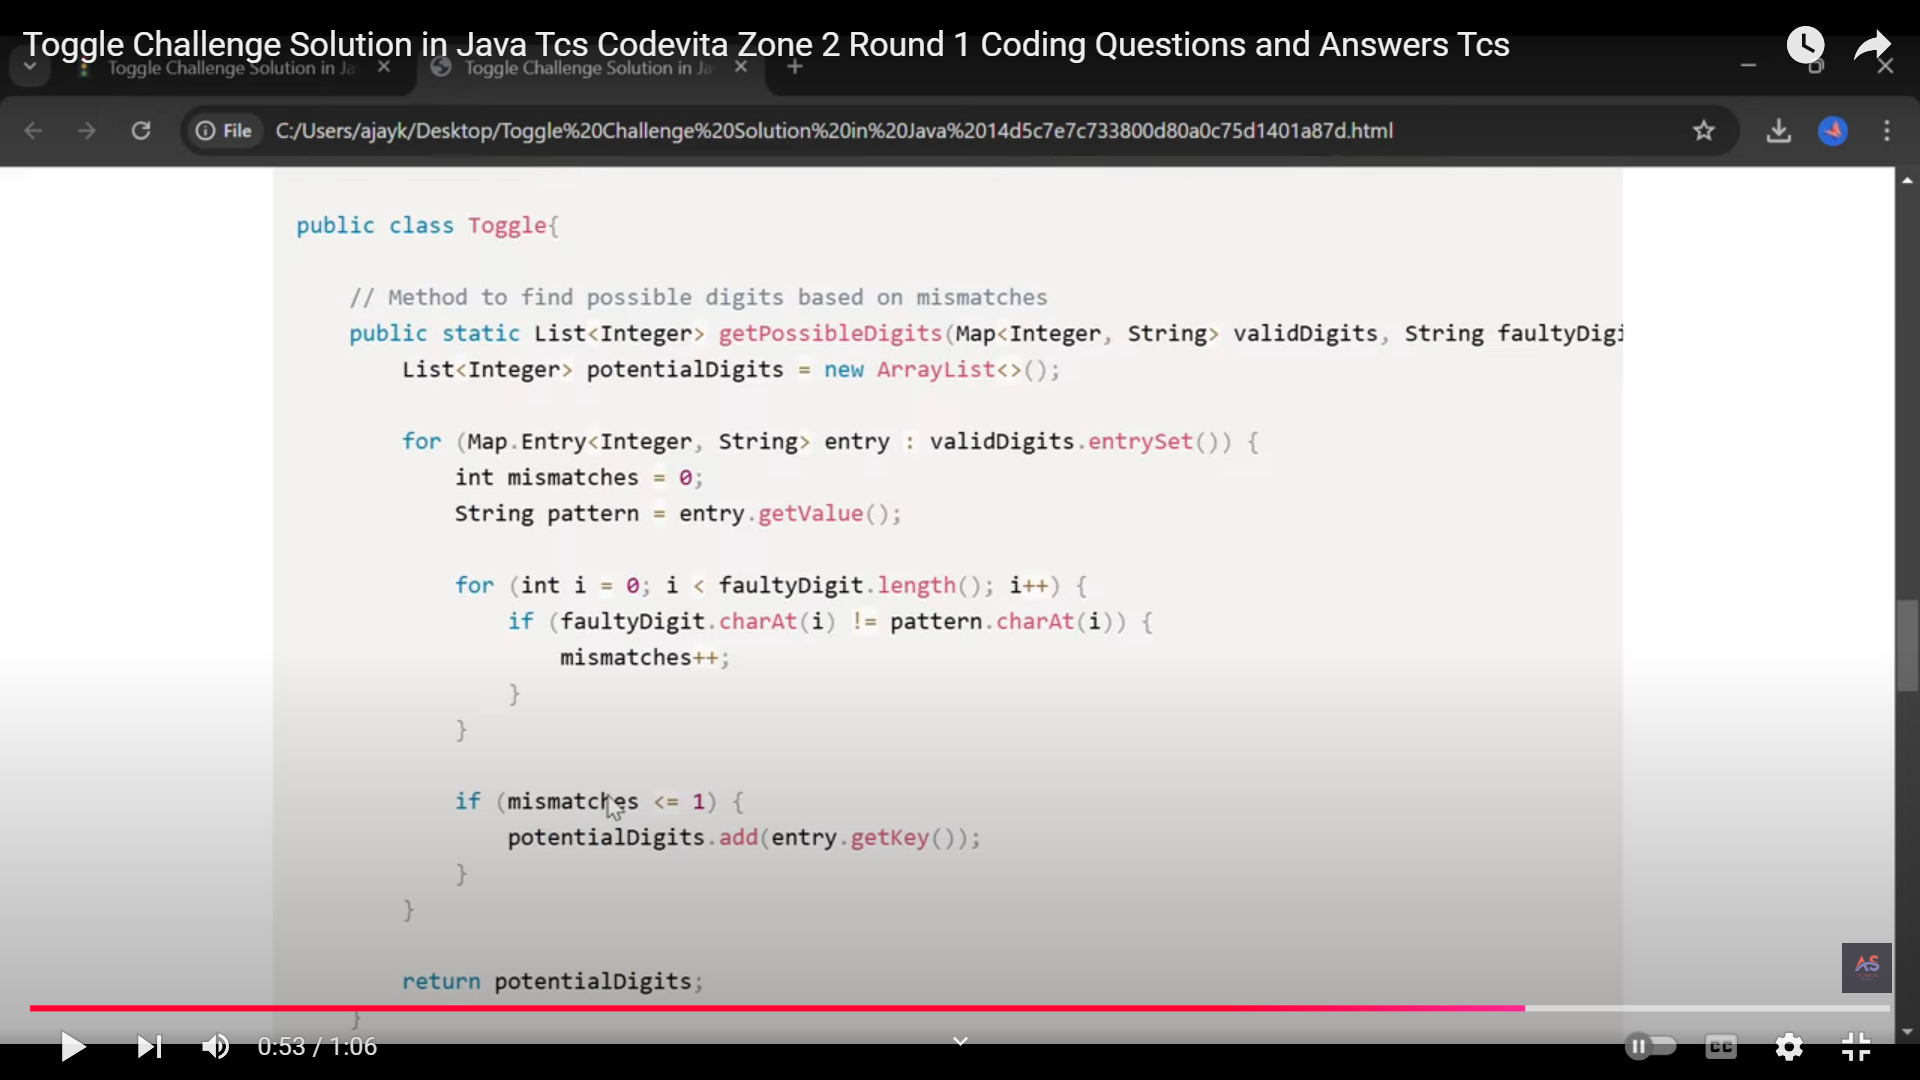 Toggle Challenge Solution in Java Tcs Codevita Zone 2 Round 1 Coding Questions and Answers Tcs
Toggle Challenge Solution in Ja
Toggle Challenge Solution in Ja
File
C:/Users/ajayk/Desktop/Toggle%20Challenge%20Solution%20in%20Java%2014d5c7e7c733800d80a0c75d1401a87d.html
public class Toggle{
// Method to find possible digits based on mismatches
public static List<Integer> getPossibleDigits(Map<Integer, String> validDigits, String faultyDigi
List<Integer> potentialDigits = new ArrayList<>();
for (Map.Entry<Integer, String> entry : validDigits.entrySet()) {
int mismatches = 0;
String pattern = entry.getValue();
for (int i = 0; i < faultyDigit.length(); i++) {
if (faultyDigit.charAt(i) != pattern.charAt(i)) {
mismatches++;
}
}
if (mismatches <= 1) {
potentialDigits.add(entry.getKey());
}
}
return potentialDigits;
}
AS
0:53 / 1:06
CC